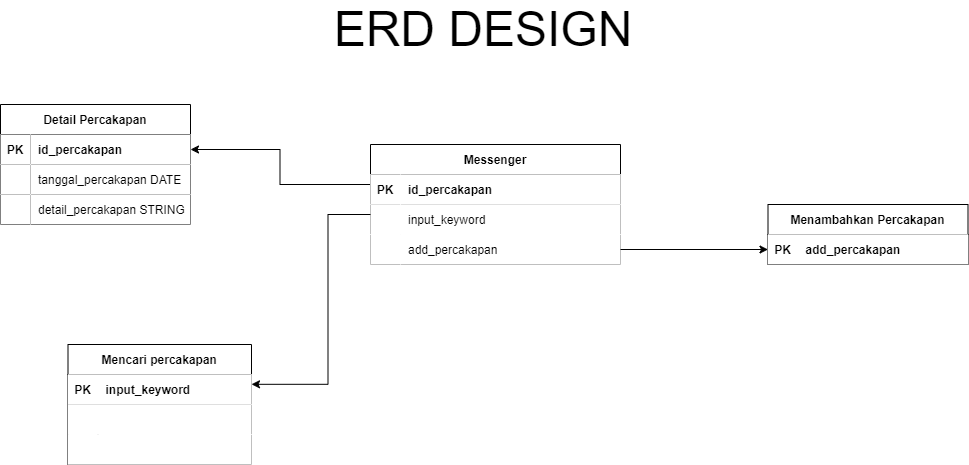 ERD DESIGN
Detail Percakapan
PK id_percakapan
tanggal_percakapan DATE
detail_percakapan STRING
Messenger
PK id_percakapan
input_keyword
add_percakapan
Menambahkan Percakapan
PK add_percakapan
Mencari percakapan
PK input_keyword